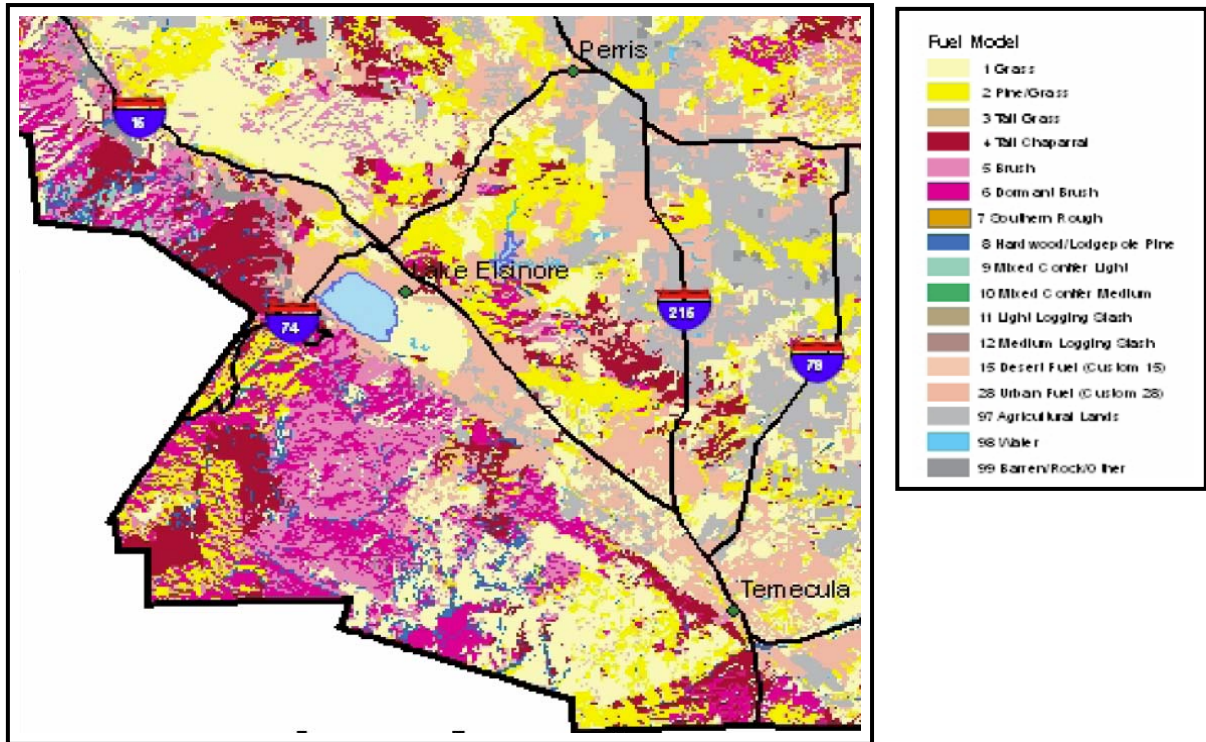 Perris
15
Lake Elsinore
74
215
79
Temecula
Fuel Model
1 Grass
2 Pine/Grass
3 Tall Grass
4 Tall Chaparral
5 Brush
6 Dormant Brush
7 Southern Rough
8 Hardwood/Lodgepole Pine
9 Mixed Conifer Light
10 Mixed Conifer Medium
11 Light Logging Slash
12 Medium Logging Slash
15 Desert Fuel (Custom 15)
28 Urban Fuel (Custom 28)
97 Agricultural Lands
98 Water
99 Barren/Rock/Other